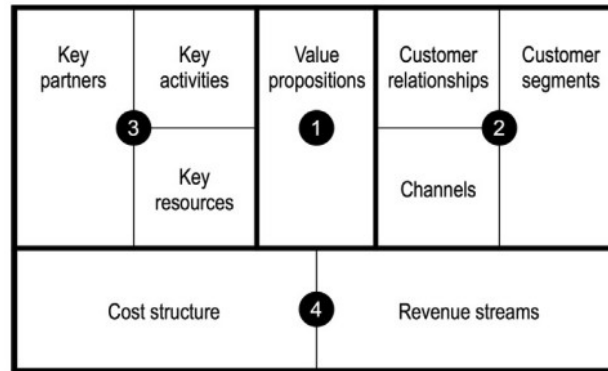 Key
partners
Key
activities
Value
propositions
Customer
relationships
Customer
segments
3
1
2
Key
resources
Channels
Cost structure
4
Revenue streams